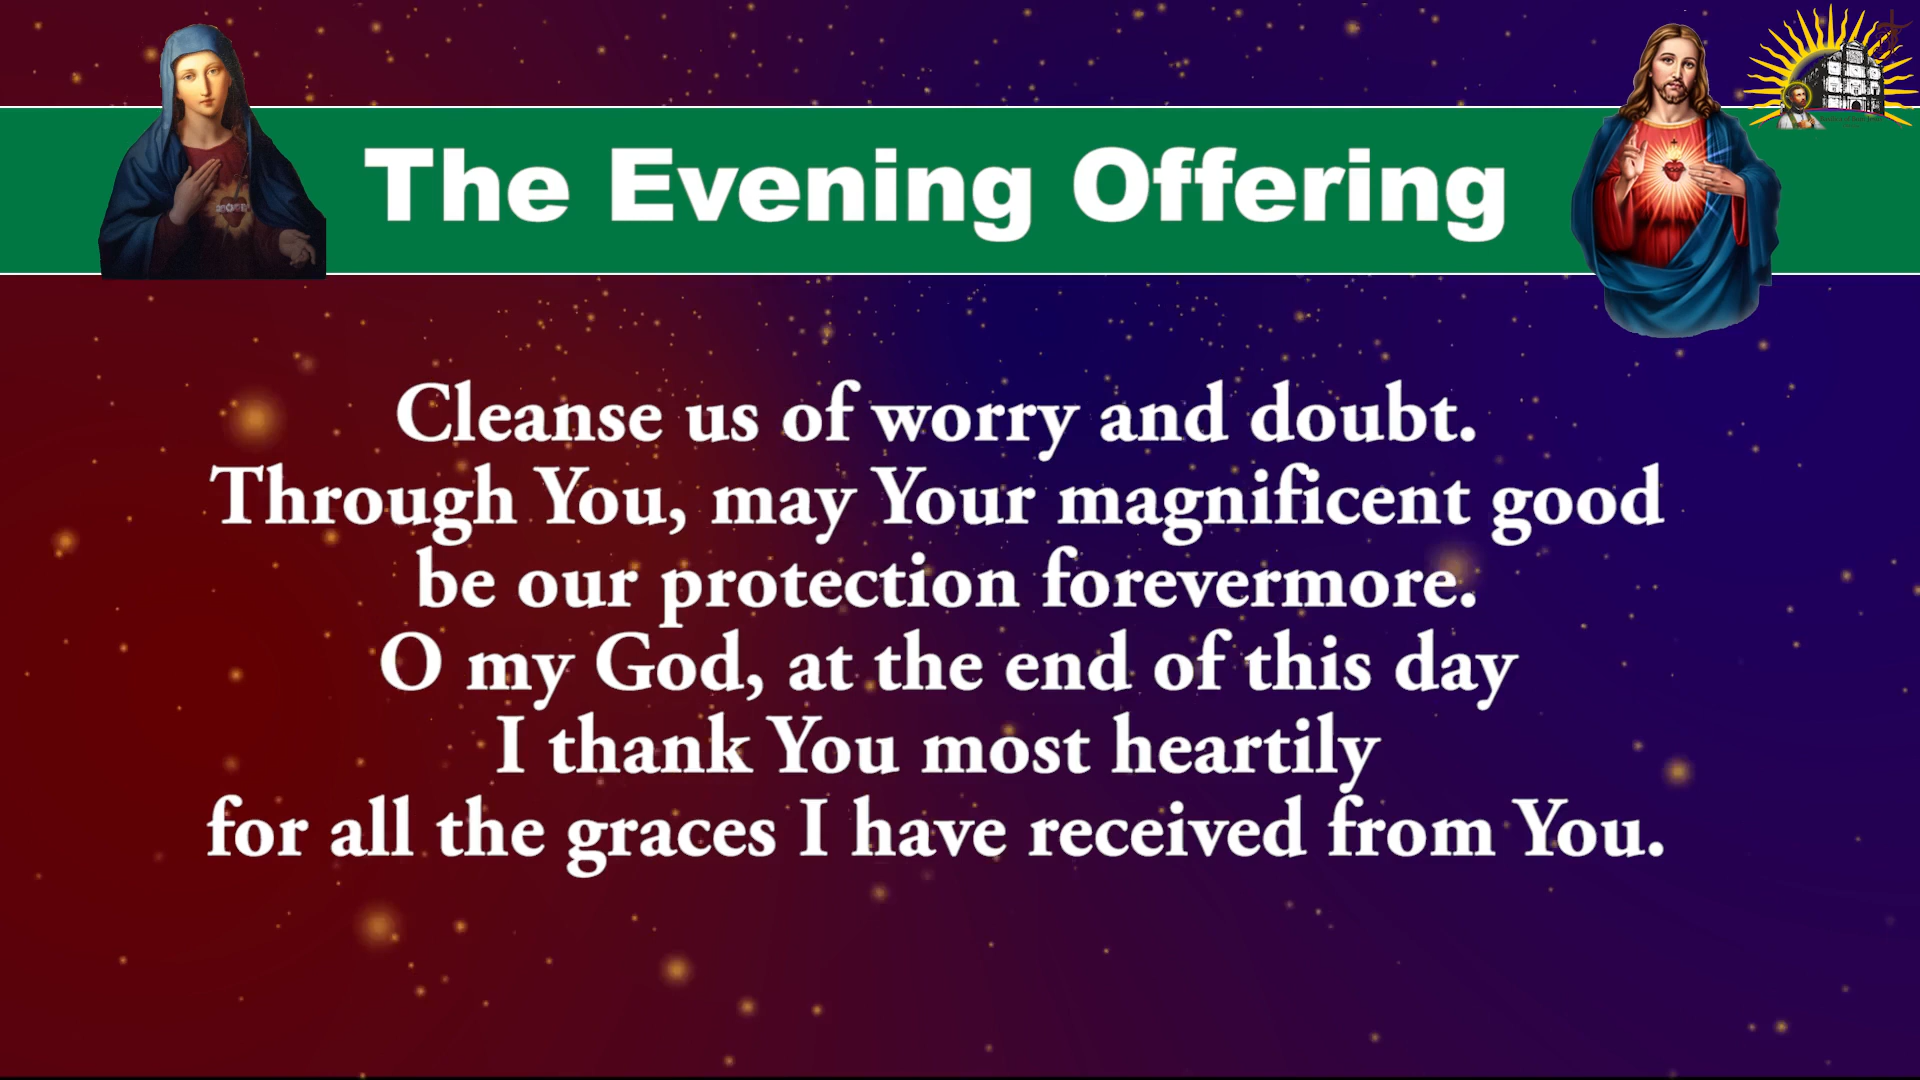 The Evening Offering
Cleanse us of worry and doubt.
Through You, may Your magnificent good
be our protection forevermore.
O my God, at the end of this day
I thank You most heartily
for all the graces I have received from You.